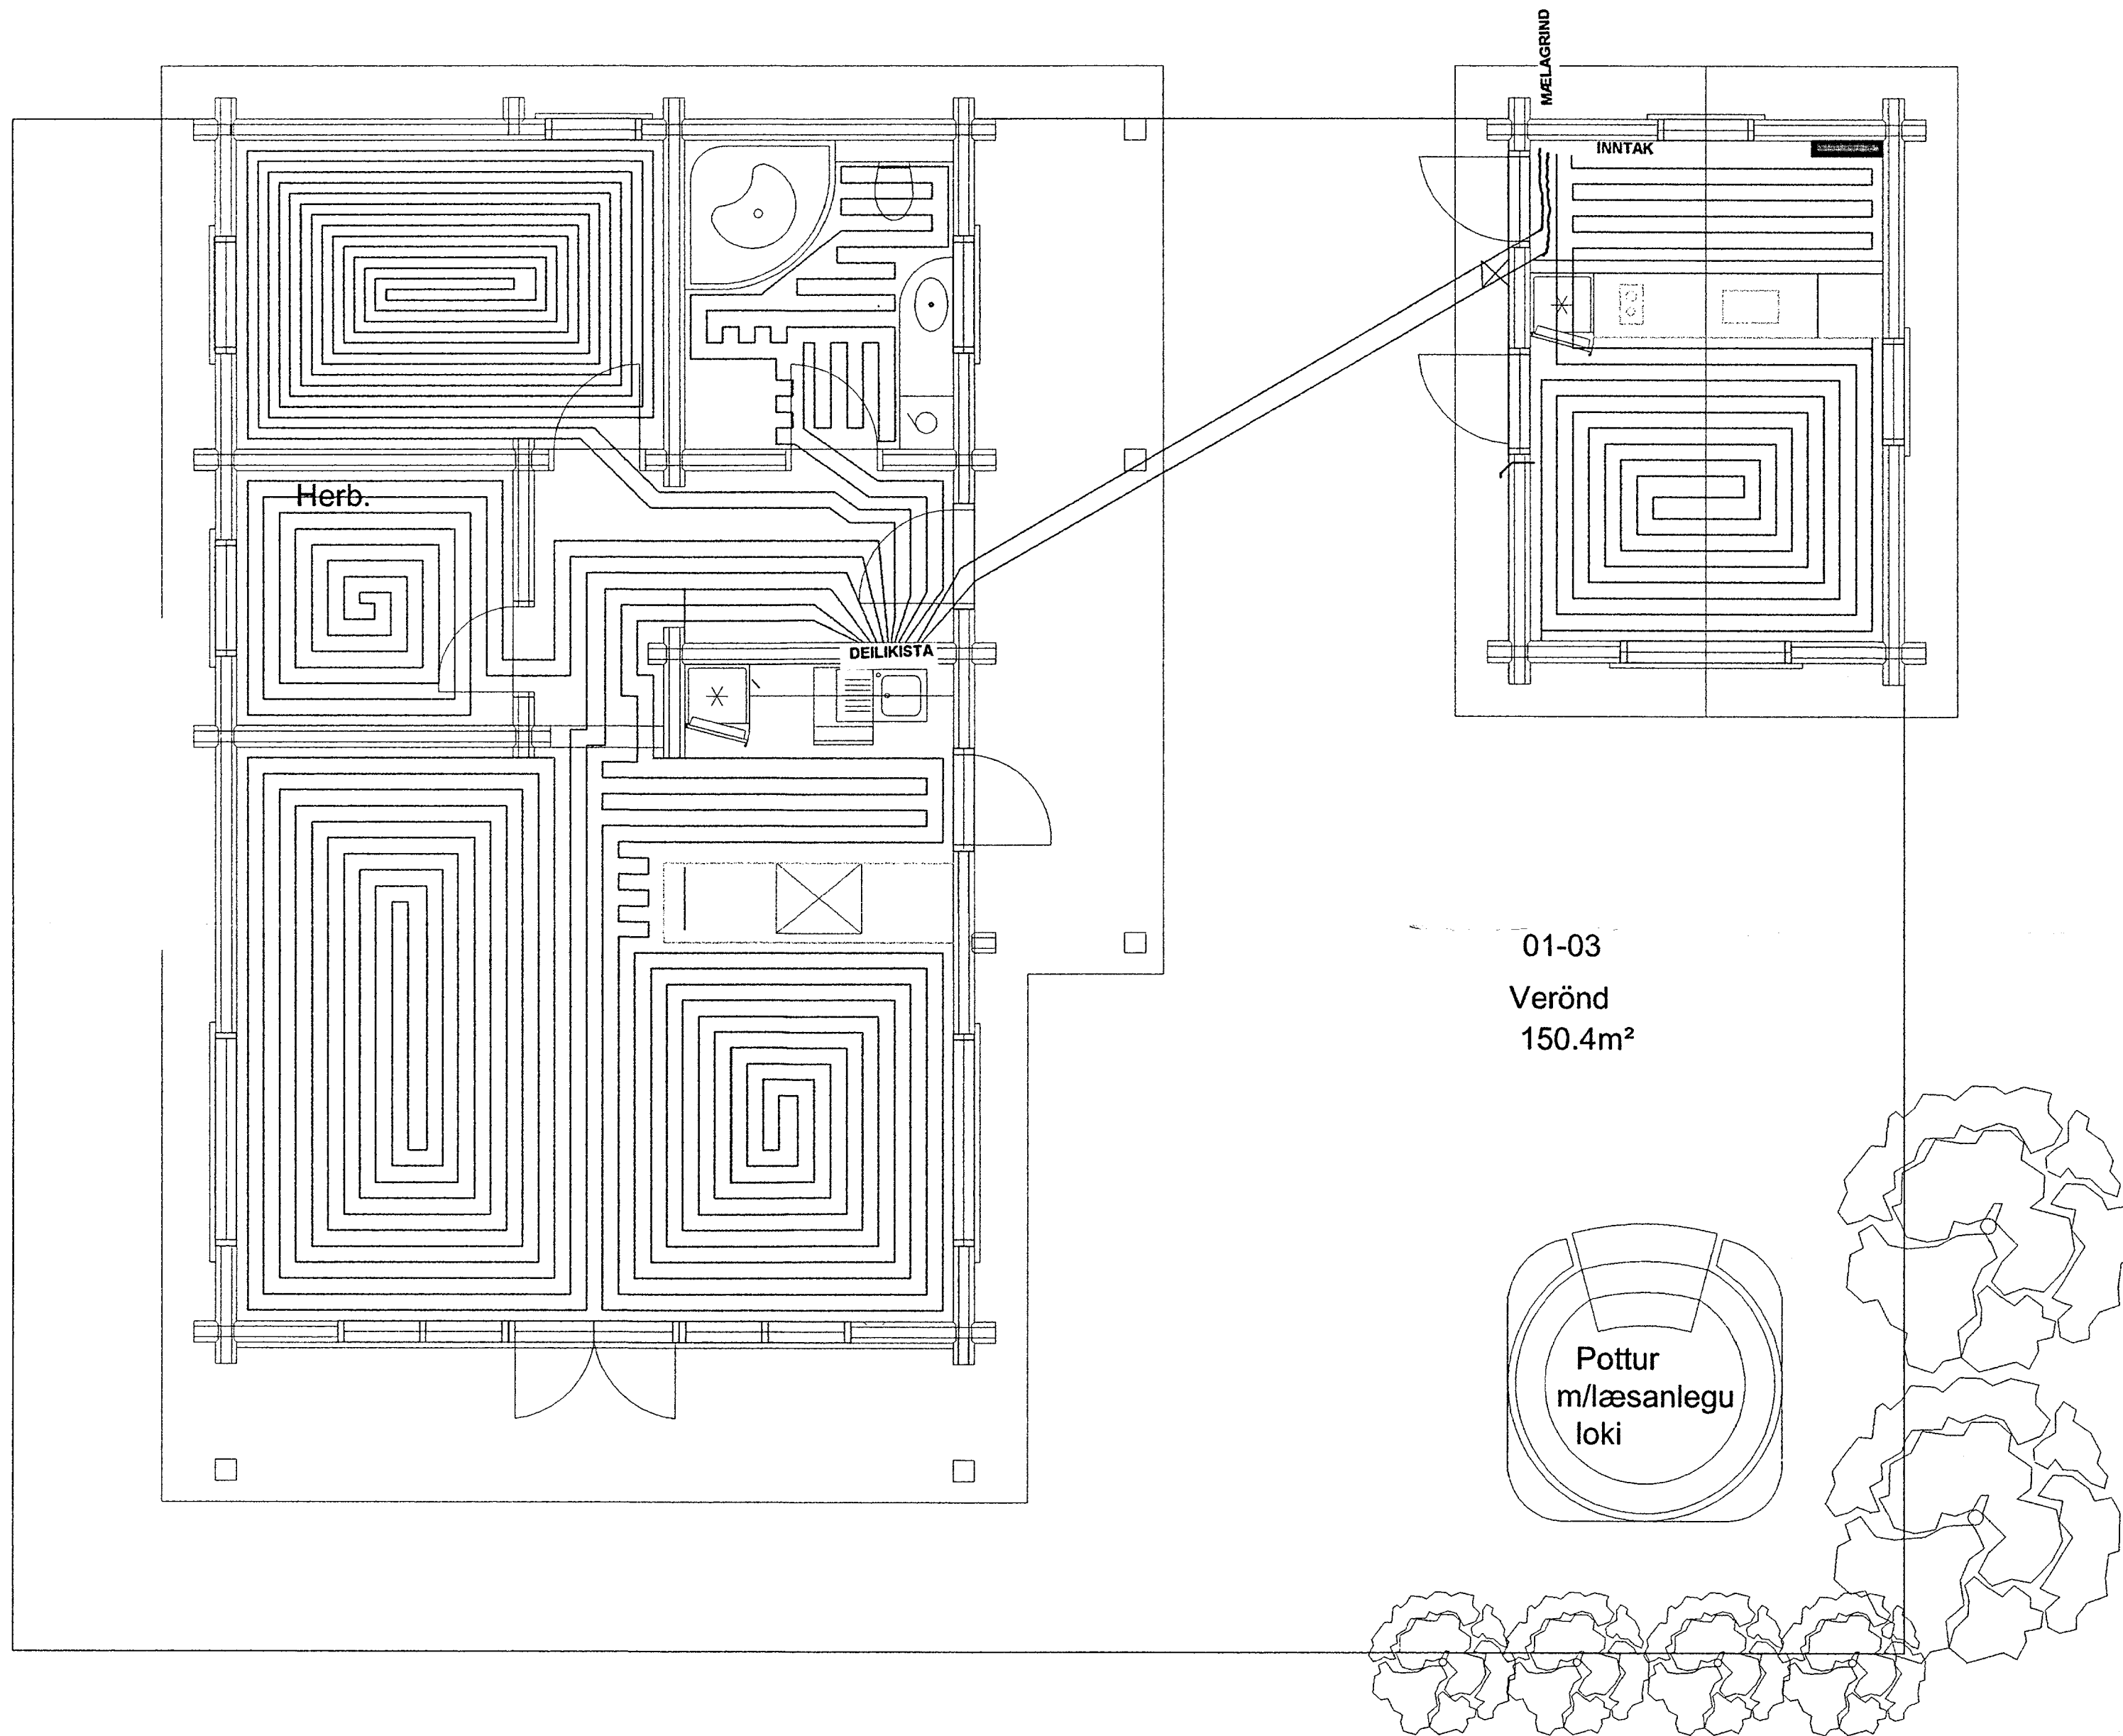 MÆLAGRIND
INNTAK
Herb.
DEILIKISTA
01-03
Verönd
150.4m²
Pottur
m/læsanlegu
loki